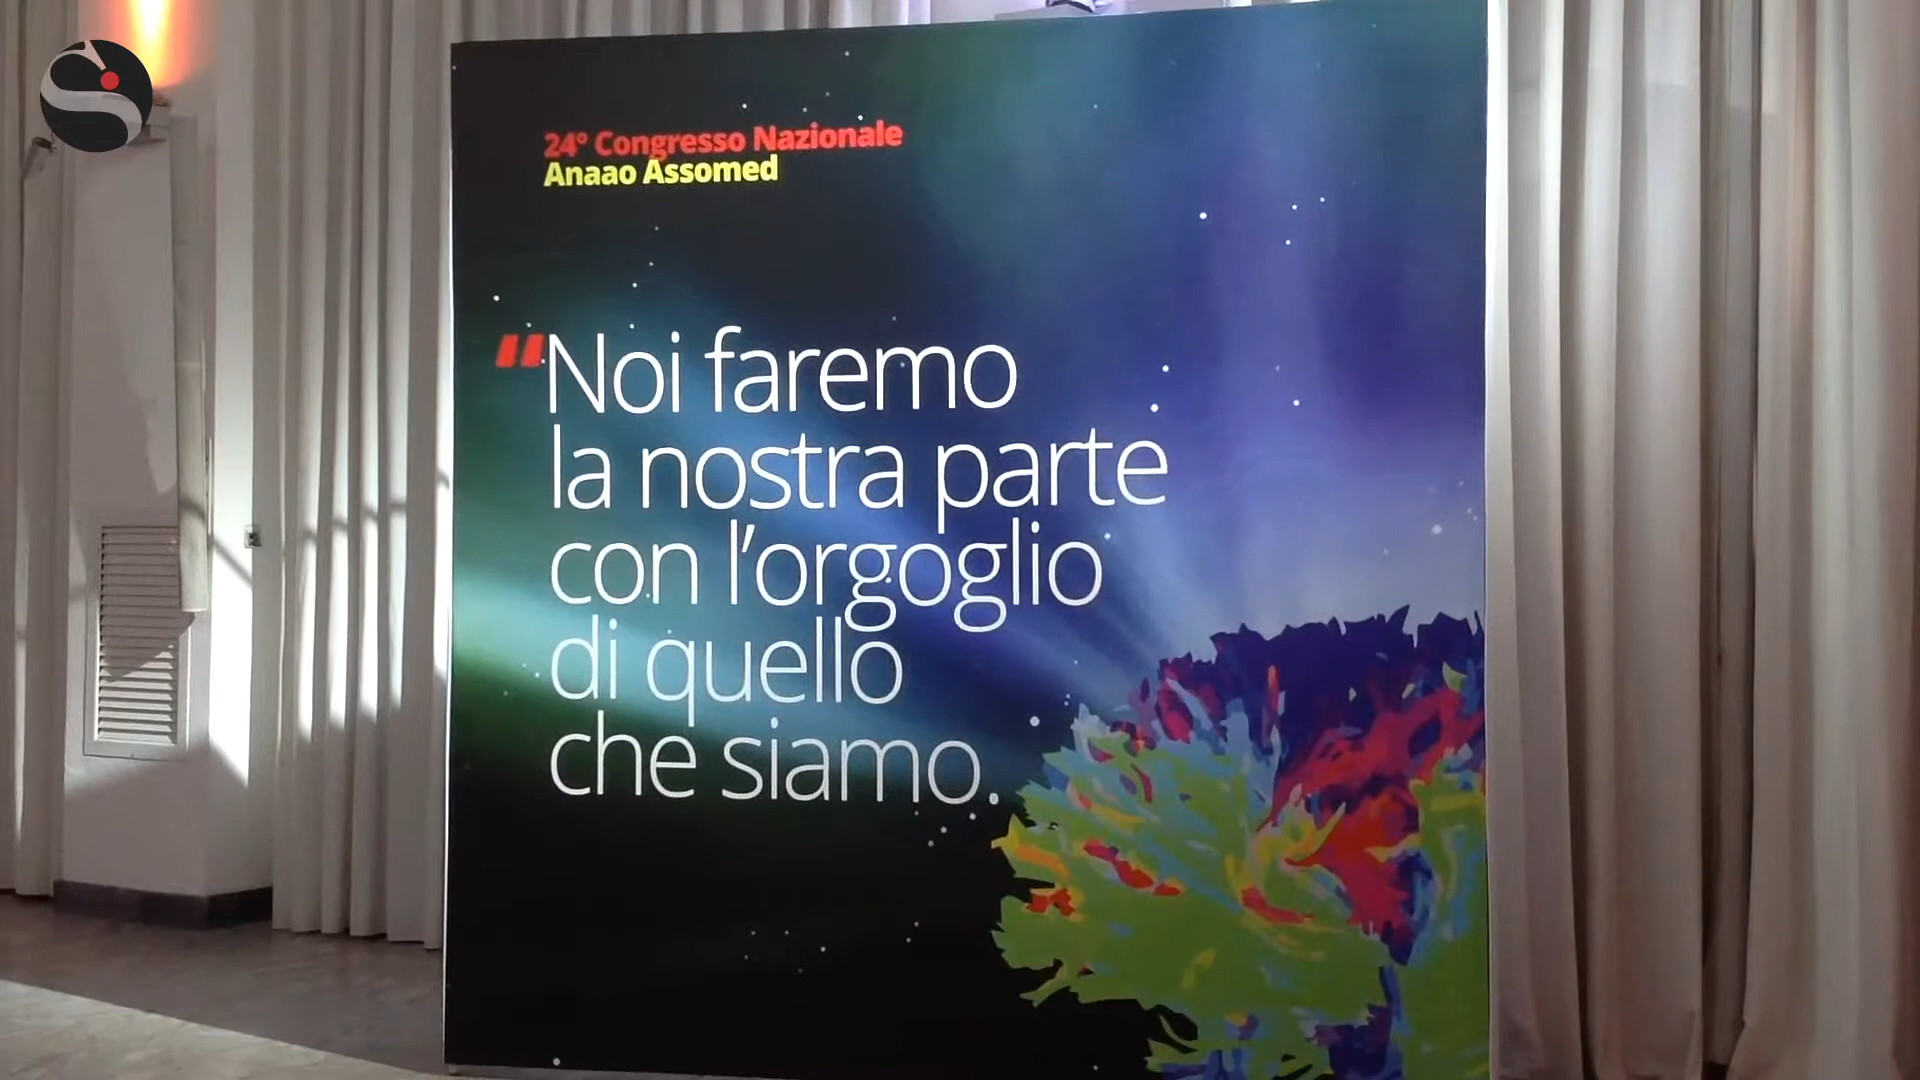 24° Congresso Nazionale
Anaao Assomed
“Noi faremo
la nostra parte
con l’orgoglio
di quello
che siamo.